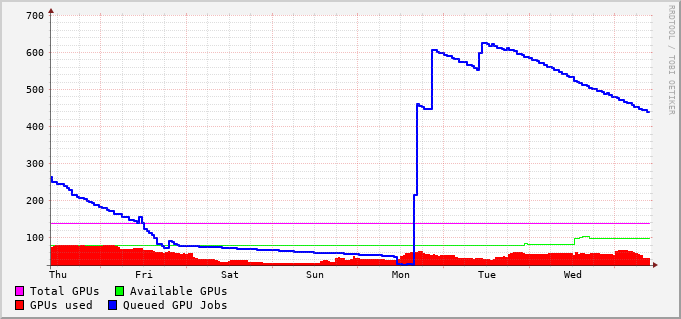 700
600
500
400
300
200
100
Thu Fri Sat Sun Mon Tue Wed
Total GPUs Available GPUs
GPUs used Queued GPU Jobs
RRDTOOL / TOBI OETIKER